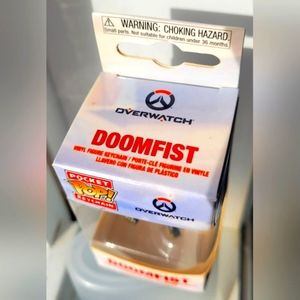 WARNING: CHOKING HAZARD.
Small parts. Not suitable for children under 36 months.
OVERWATCH
DOOMFIST
VINYL FIGURE KEYCHAIN / PORTE-CLÉ FIGURINE EN VINYLE
LLAVERO CON FIGURA DE PLÁSTICO
POCKET
POP!
KEYCHAIN
OVERWATCH
DOOMFIST